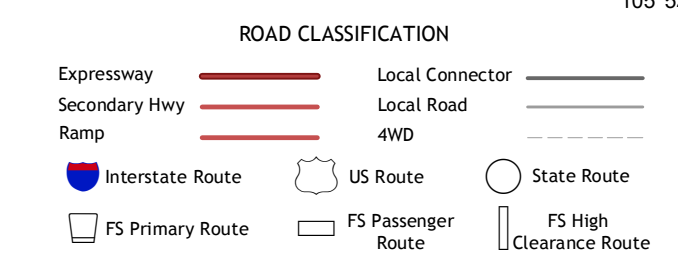 ROAD CLASSIFICATION
Expressway
Local Connector
Secondary Hwy
Local Road
Ramp
4WD
Interstate Route
US Route
State Route
FS Primary Route
FS Passenger
Route
FS High
Clearance Route